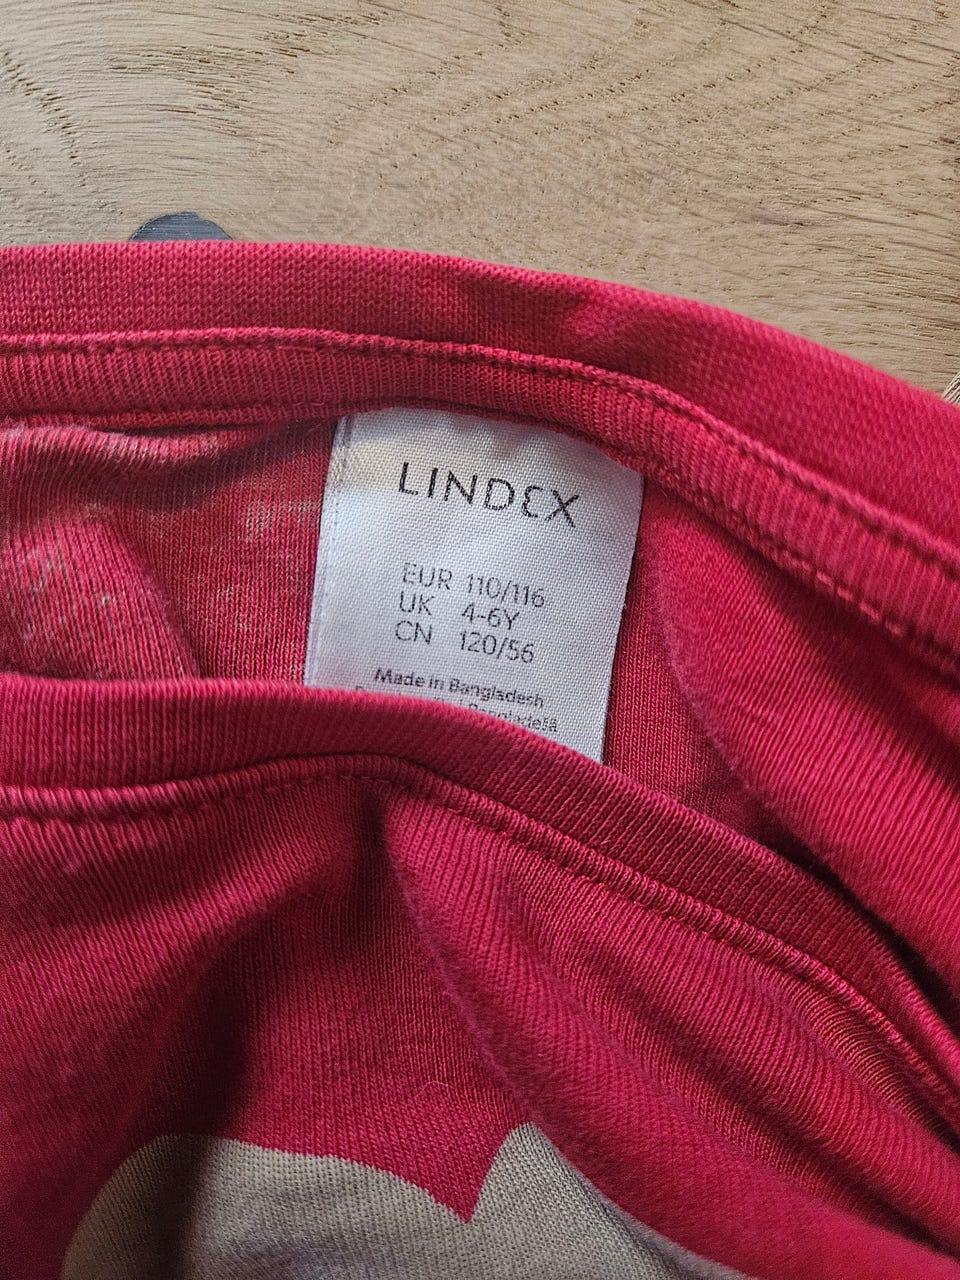 LINDEX
EUR 110/116
UK 4-6Y
CN 120/56
Made in Bangladesh